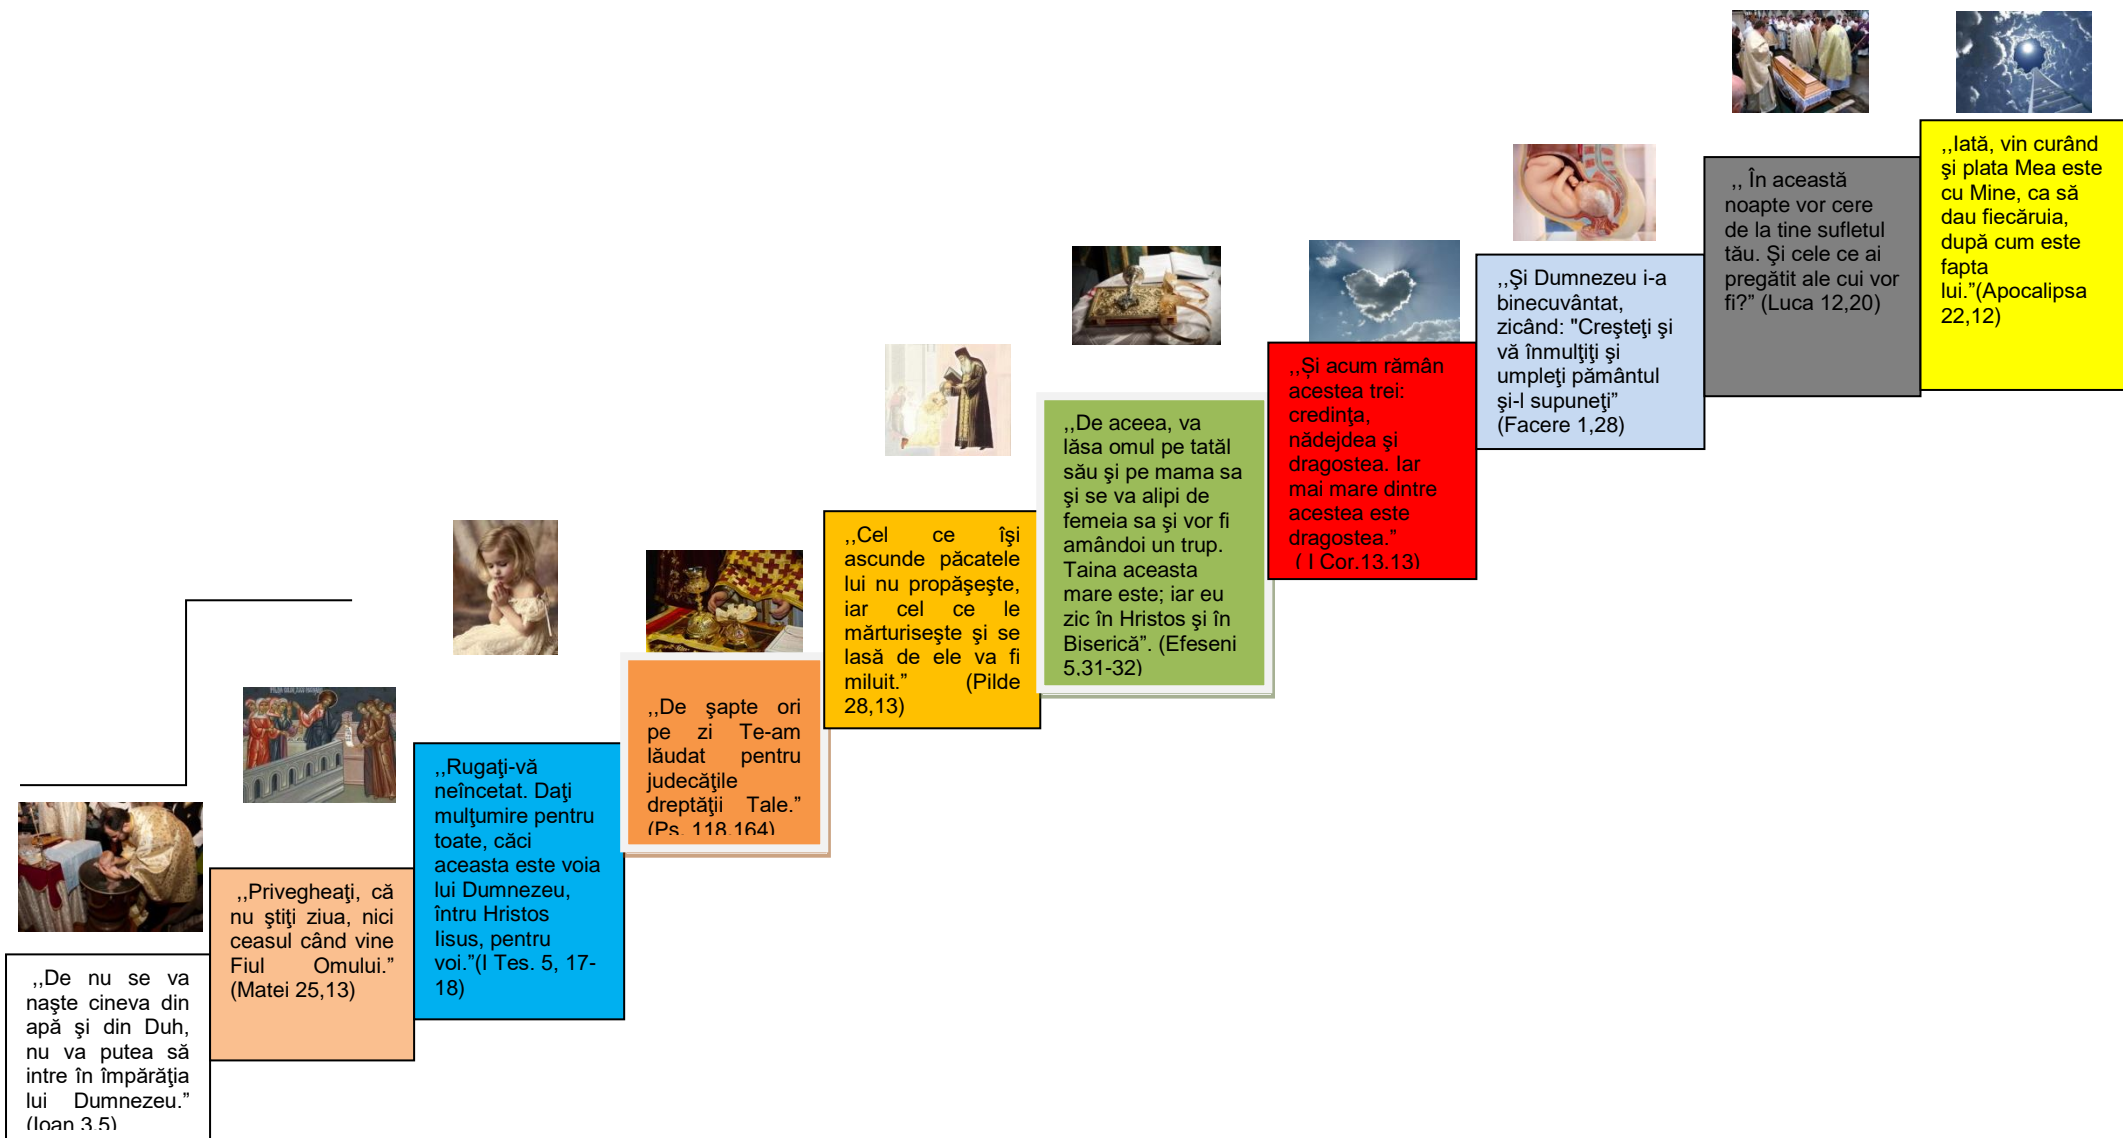 ,,De nu se va
naşte cineva din
apă şi din Duh,
nu va putea să
intre în împărăţia
lui Dumnezeu.”
(Ioan 3,5)
,,Privegheaţi, că
nu ştiţi ziua, nici
ceasul când vine
Fiul Omului.”
(Matei 25,13)
,,Rugaţi-vă
neîncetat. Daţi
mulţumire pentru
toate, căci
aceasta este voia
lui Dumnezeu,
întru Hristos
Iisus, pentru
voi.”(I Tes. 5, 17-
18)
,,De şapte ori
pe zi Te-am
lăudat pentru
judecăţile
dreptăţii Tale.”
(Ps. 118,164)
,,Cel ce îşi
ascunde păcatele
lui nu propăşeşte,
iar cel ce le
mărturiseşte şi se
lasă de ele va fi
miluit.” (Pilde
28,13)
,,De aceea, va
lăsa omul pe tatăl
său şi pe mama sa
şi se va alipi de
femeia sa şi vor fi
amândoi un trup.
Taina aceasta
mare este; iar eu
zic în Hristos şi în
Biserică”. (Efeseni
5,31-32)
,,Și acum rămân
acestea trei:
credinţa,
nădejdea şi
dragostea. Iar
mai mare dintre
acestea este
dragostea.”
( I Cor.13,13)
,,Şi Dumnezeu i-a
binecuvântat,
zicând: "Creşteţi şi
vă înmulţiţi şi
umpleţi pământul
şi-l supuneţi”
(Facere 1,28)
,, În această
noapte vor cere
de la tine sufletul
tău. Şi cele ce ai
pregătit ale cui vor
fi?” (Luca 12,20)
,,Iată, vin curând
şi plata Mea este
cu Mine, ca să
dau fiecăruia,
după cum este
fapta
lui.”(Apocalipsa
22,12)